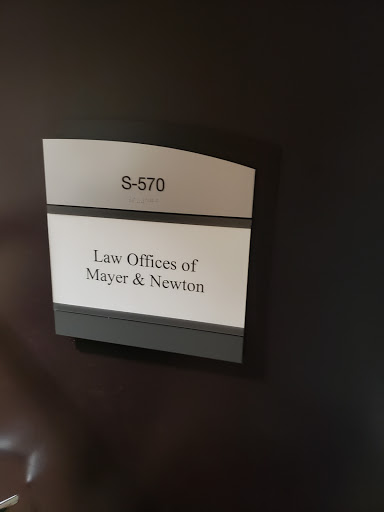 S-570
Law Offices of
Mayer & Newton